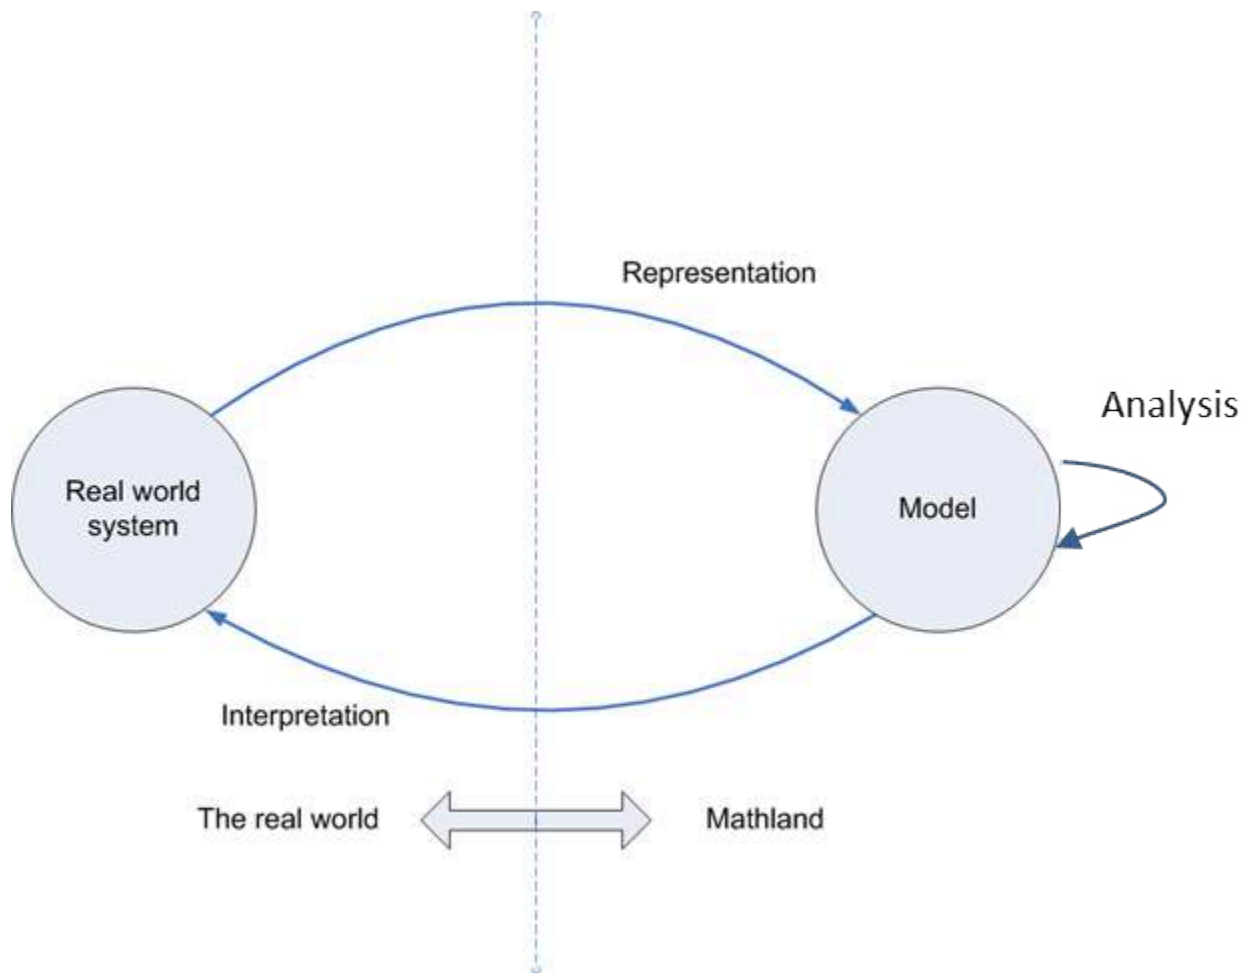 Representation
Analysis
Real world
system
Model
Interpretation
The real world
Mathland